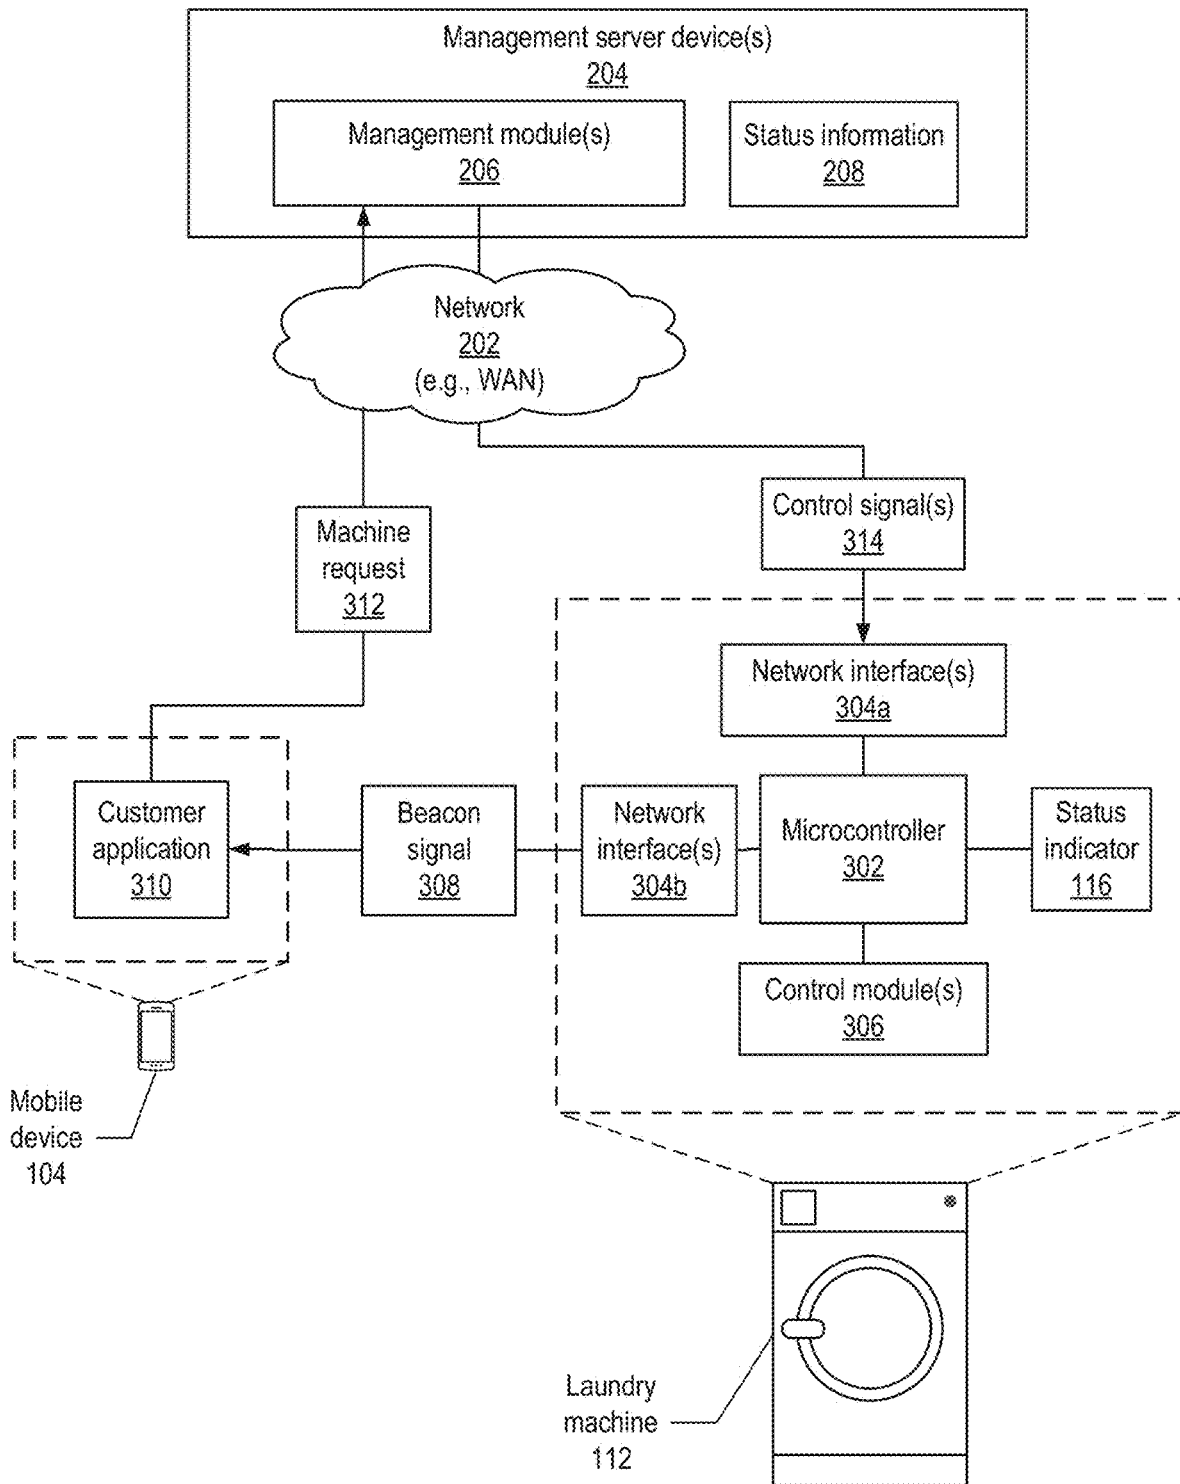 Management server device(s)
204
Management module(s)
206
Status information
208
Network
202
(e.g., WAN)
Control signal(s)
314
Machine
request
312
Network interface(s)
304a
Customer
application
310
Beacon
signal
308
Network
interface(s)
304b
Microcontroller
302
Status
indicator
116
Control module(s)
306
Mobile
device
104
Laundry
machine
112